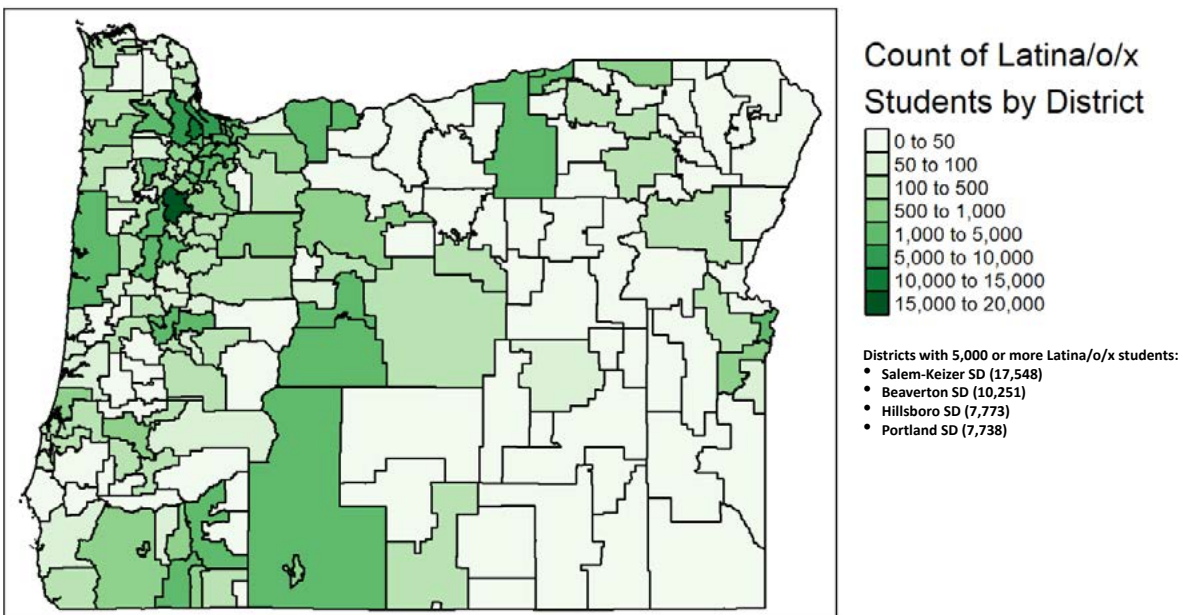 Count of Latina/o/x
Students by District
0 to 50
50 to 100
100 to 500
500 to 1,000
1,000 to 5,000
5,000 to 10,000
10,000 to 15,000
15,000 to 20,000
Districts with 5,000 or more Latina/o/x students:
• Salem-Keizer SD (17,548)
• Beaverton SD (10,251)
• Hillsboro SD (7,773)
• Portland SD (7,738)